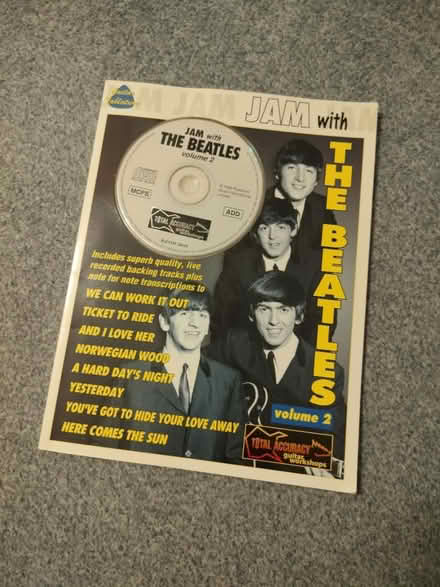 JAM with
THE BEATLES
volume 2
JAM with
THE BEATLES
volume 2
MCPS
ADD
TOTAL ACCURACY
Includes superb quality, live
recorded backing tracks plus
note for note transcriptions to
WE CAN WORK IT OUT
TICKET TO RIDE
AND I LOVE HER
NORWEGIAN WOOD
A HARD DAY'S NIGHT
YESTERDAY
YOU'VE GOT TO HIDE YOUR LOVE AWAY
HERE COMES THE SUN
TOTAL ACCURACY
guitar
workshops